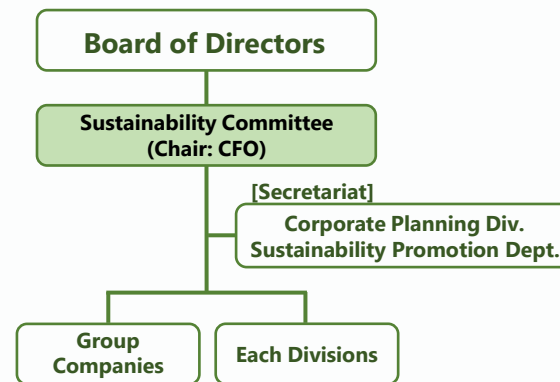 Board of Directors
Sustainability Committee
(Chair: CFO)
[Secretariat]
Corporate Planning Div.
Sustainability Promotion Dept.
Group
Companies
Each Divisions